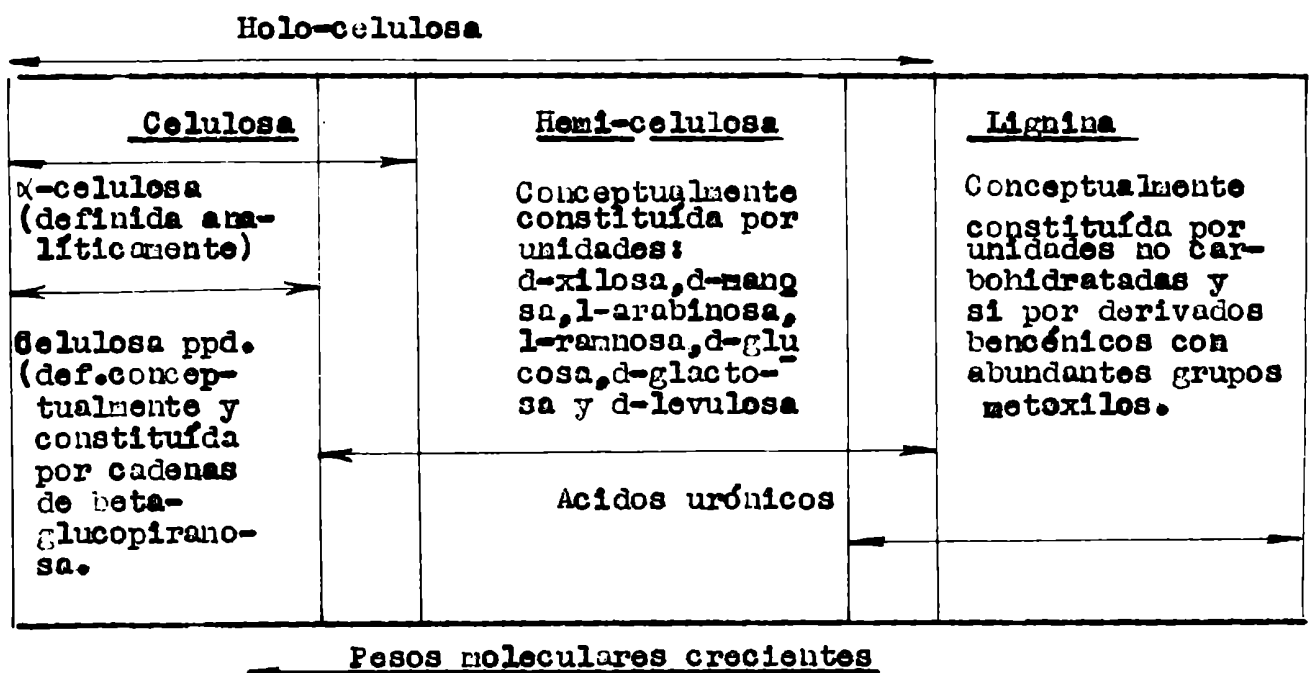 Holo-celulosa
Celulosa
α-celulosa
(definida ana-
líticamente)
Celulosa ppd.
(def.concep-
tualmente y
constituída
por cadenas
de beta-
glucopirano-
sa.
Hemi-celulosa
Conceptualmente
constituída por
unidades:
d-xilosa,d-mano
sa,l-arabinosa,
l-ramnosa,d-glu
cosa,d-glacto-
sa y d-levulosa
Acidos urónicos
Lignina
Conceptualmente
constituída por
unidades no car-
bohidratadas y
si por derivados
bencénicos con
abundantes grupos
metoxilos.
Pesos moleculares crecientes